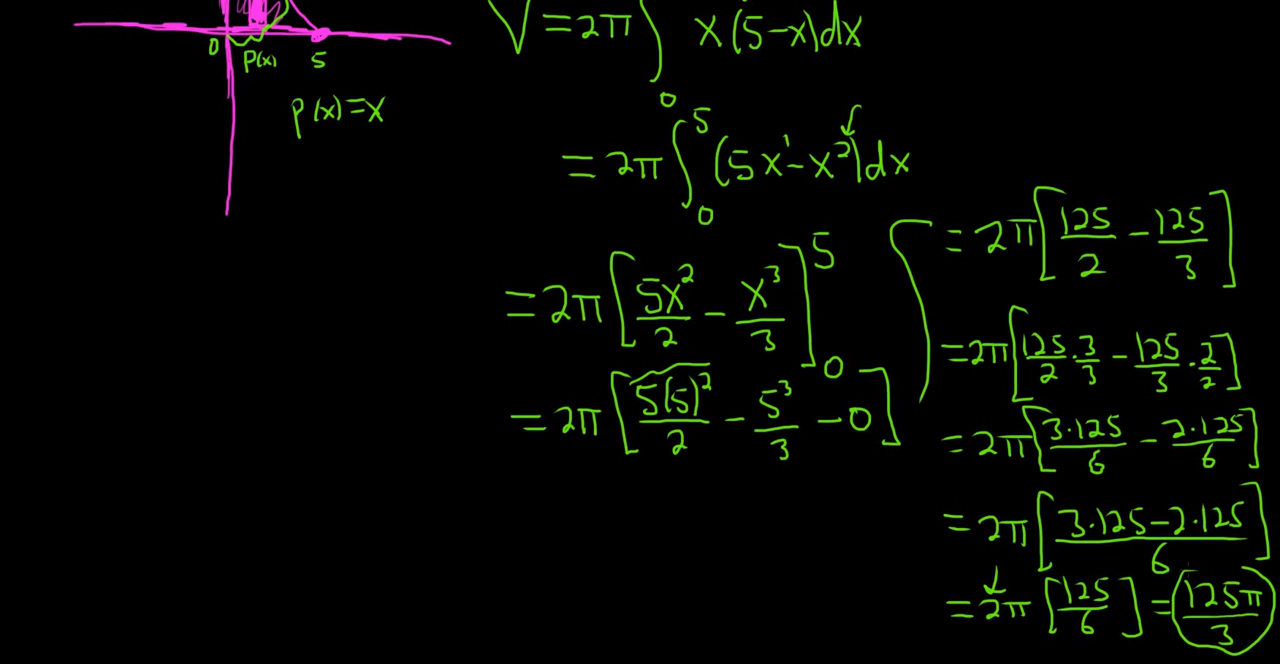 0 p(x) 5
p(x)=x
V = 2π ∫₀ x(5-x)dx
= 2π ∫₀⁵ (5x¹-x²)dx
= 2π [5x²/2 - x³/3]₀⁵
= 2π [5(5)²/2 - 5³/3 - 0]
= 2π [125/2 - 125/3]
= 2π [125/2 · 3/3 - 125/3 · 2/2]
= 2π [3·125/6 - 2·125/6]
= 2π [3·125-2·125/6]
= 2π [125/6] = 125π/3